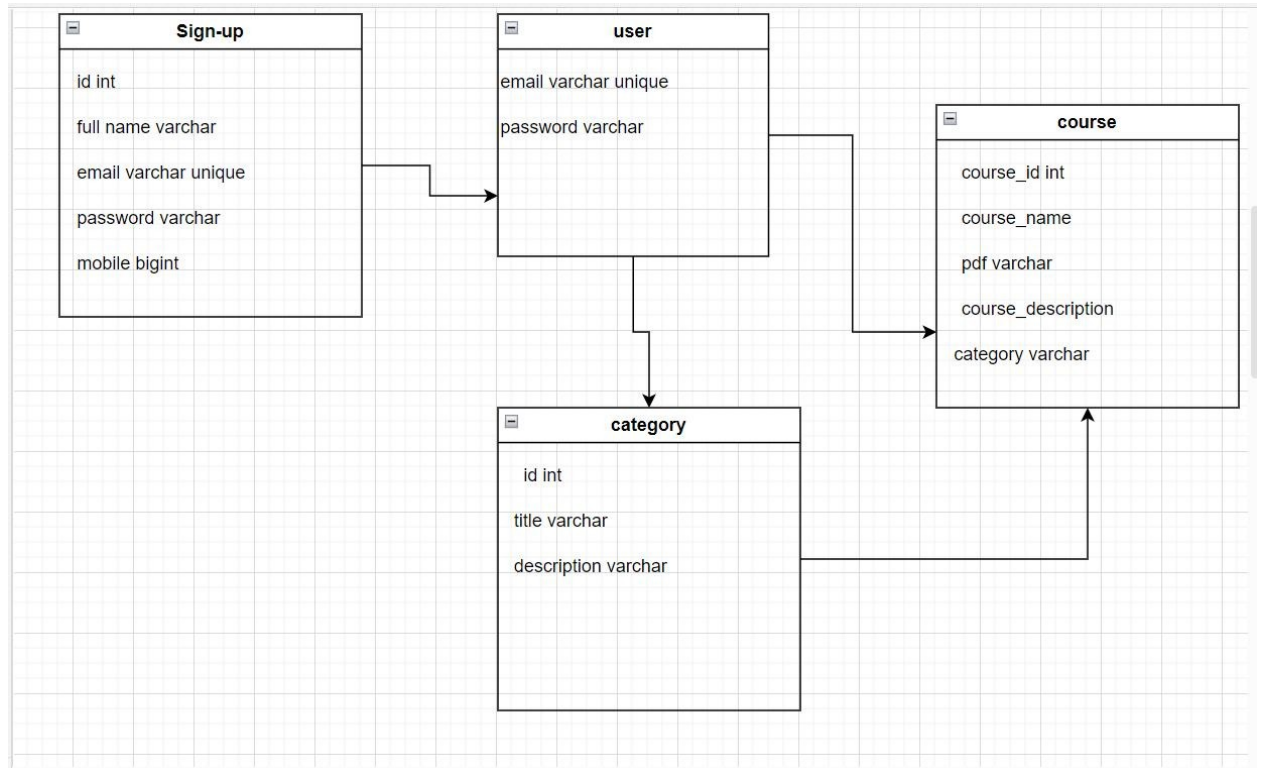 Sign-up
id int
full name varchar
email varchar unique
password varchar
mobile bigint
user
email varchar unique
password varchar
course
course_id int
course_name
pdf varchar
course_description
category varchar
category
id int
title varchar
description varchar